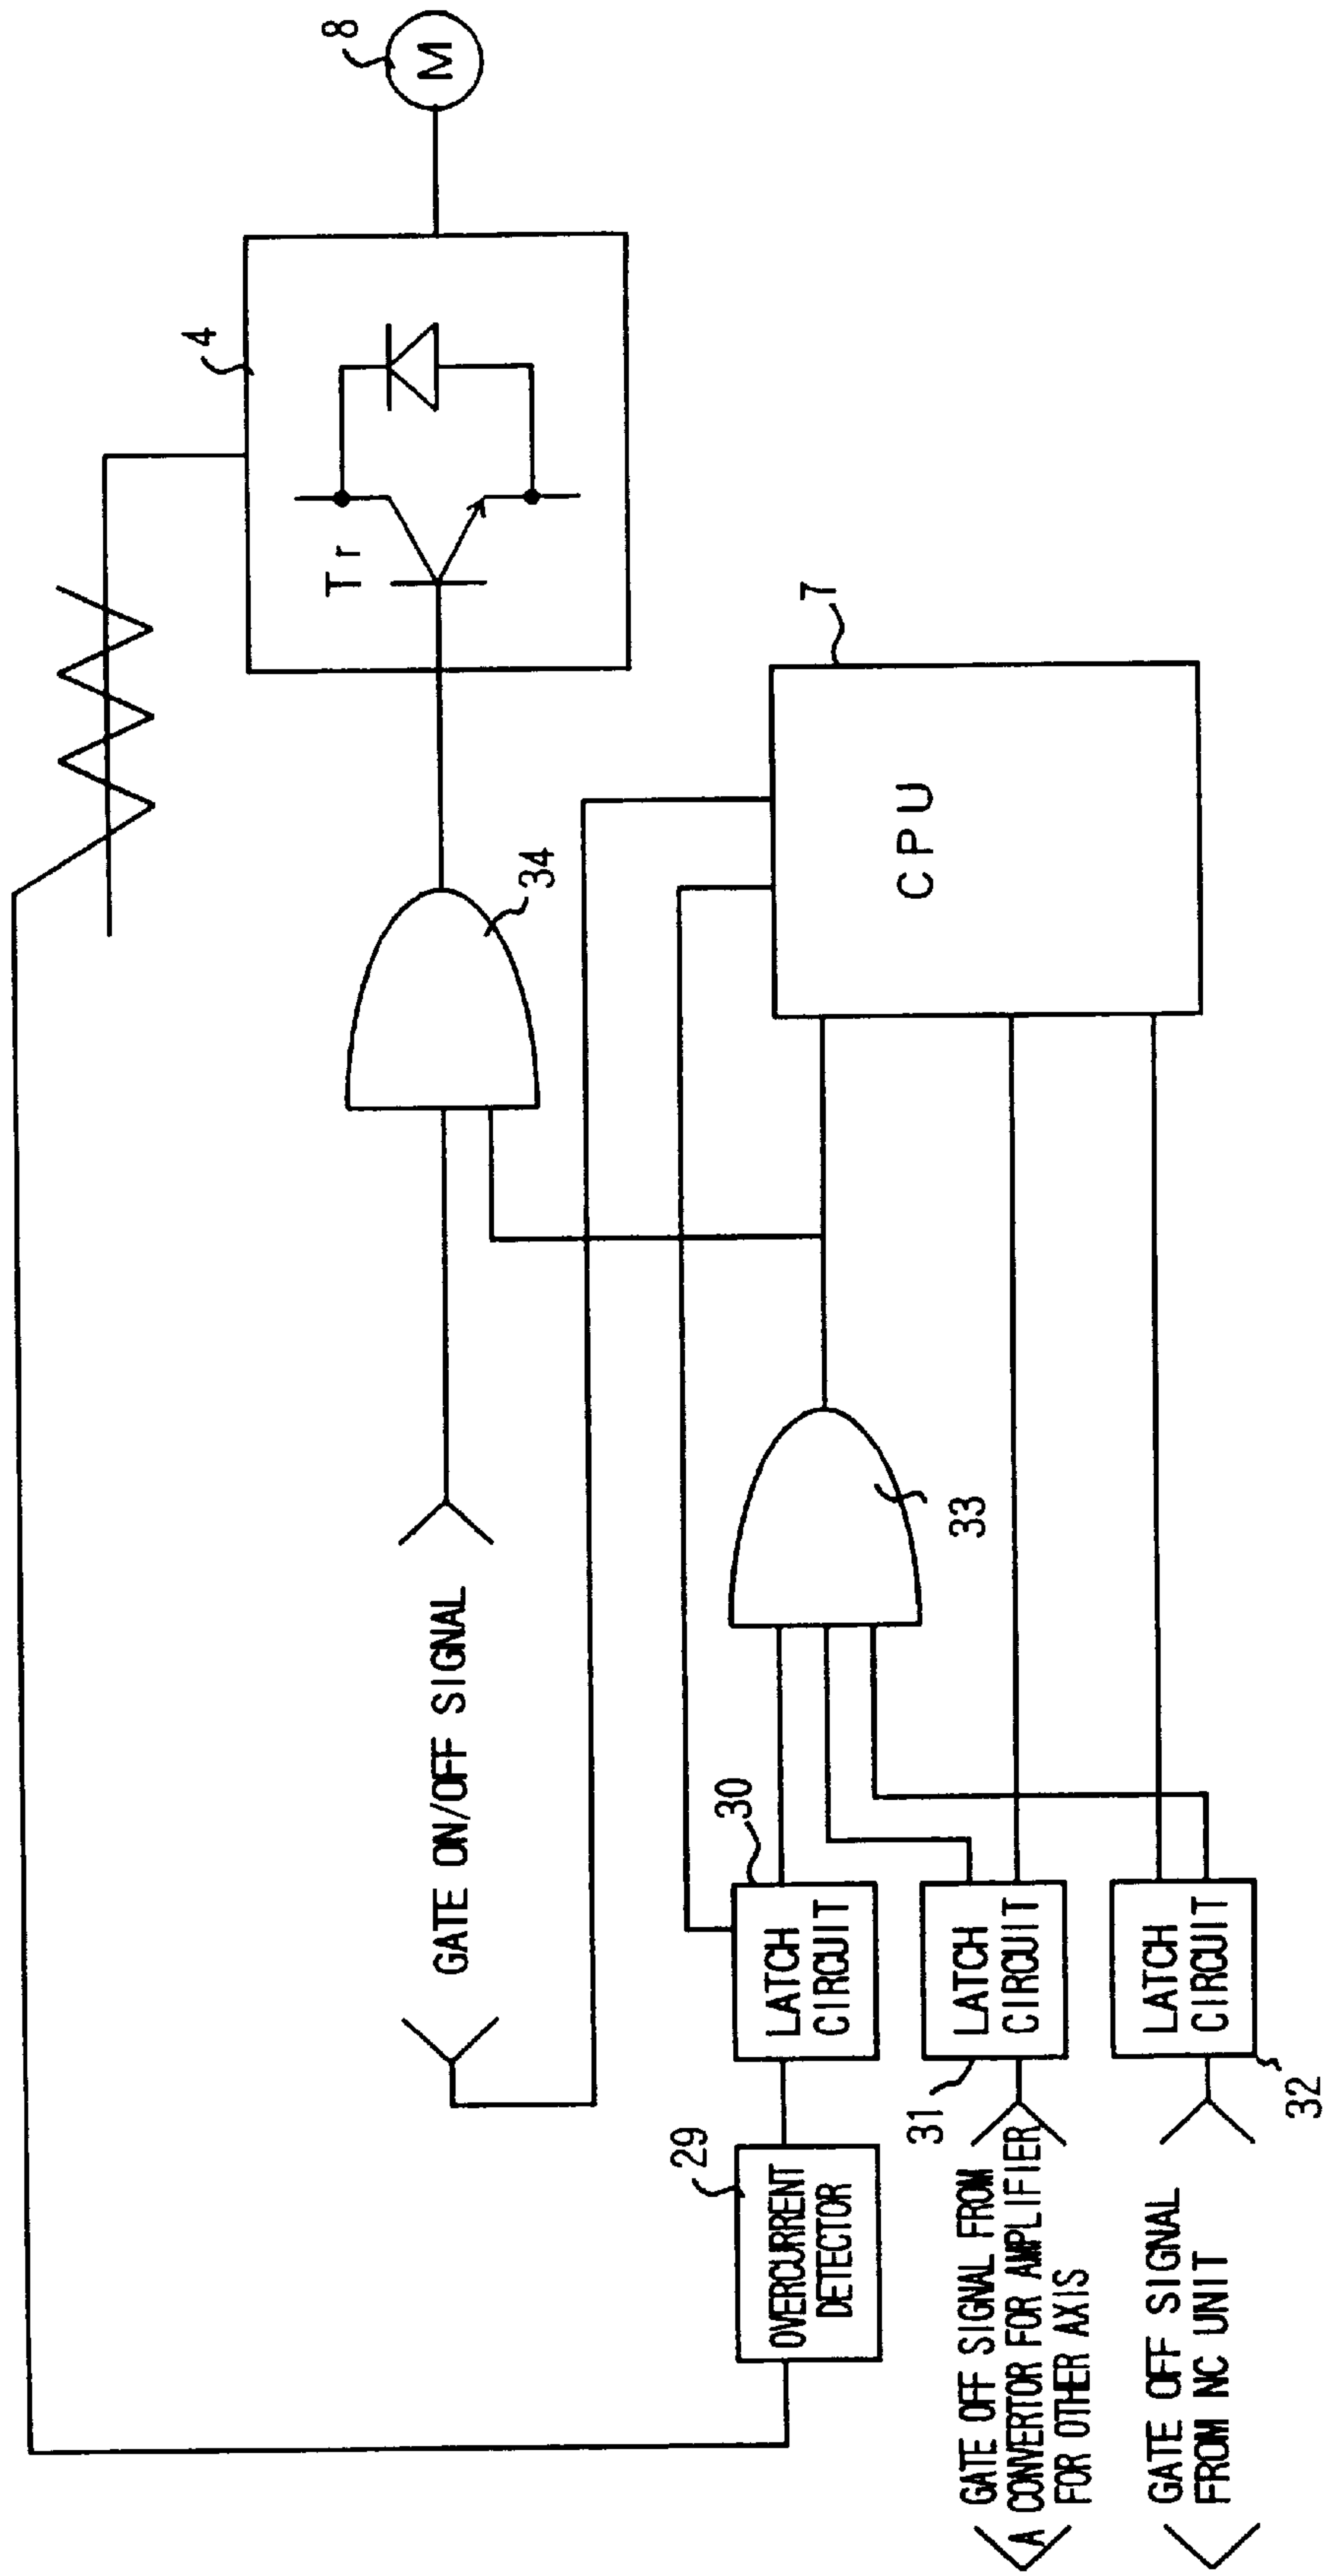 8
M
4
Tr
34
7
CPU
GATE ON/OFF SIGNAL
33
30
LATCH
CIRCUIT
29
OVERCURRENT
DETECTOR
31
LATCH
CIRCUIT
GATE OFF SIGNAL FROM
A CONVERTOR FOR AMPLIFIER
FOR OTHER AXIS
32
LATCH
CIRCUIT
GATE OFF SIGNAL
FROM NC UNIT